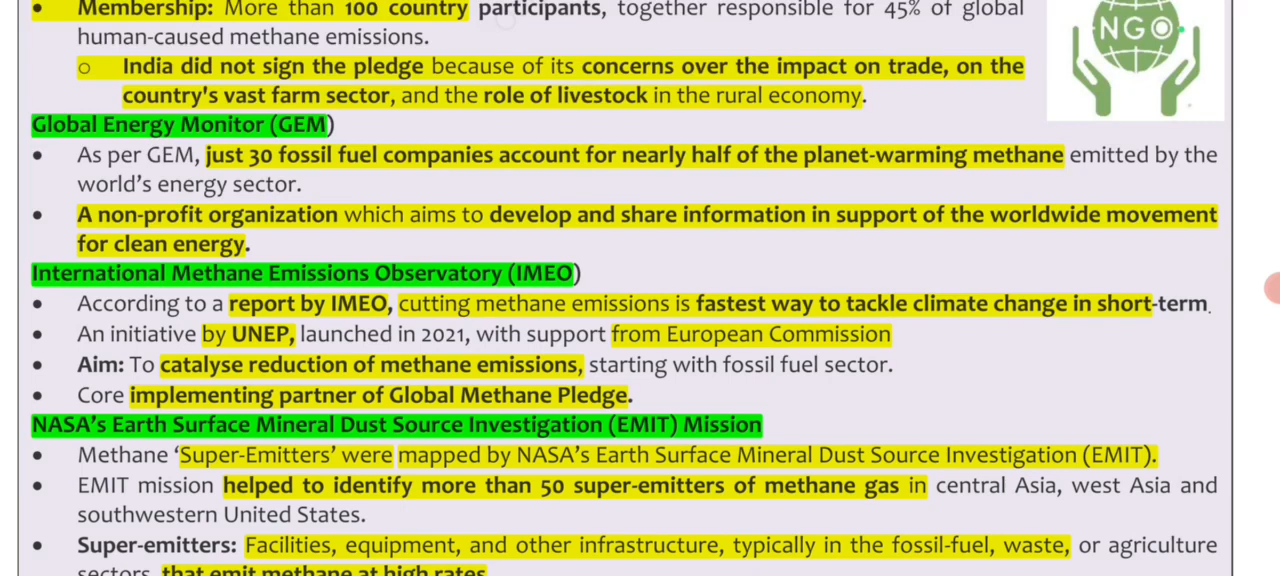 • Membership: More than 100 country participants, together responsible for 45% of global
human-caused methane emissions.
NGO
o India did not sign the pledge because of its concerns over the impact on trade, on the
country's vast farm sector, and the role of livestock in the rural economy.
Global Energy Monitor (GEM)
• As per GEM, just 30 fossil fuel companies account for nearly half of the planet-warming methane emitted by the
world’s energy sector.
• A non-profit organization which aims to develop and share information in support of the worldwide movement
for clean energy.
International Methane Emissions Observatory (IMEO)
• According to a report by IMEO, cutting methane emissions is fastest way to tackle climate change in short-term.
• An initiative by UNEP, launched in 2021, with support from European Commission
• Aim: To catalyse reduction of methane emissions, starting with fossil fuel sector.
• Core implementing partner of Global Methane Pledge.
NASA’s Earth Surface Mineral Dust Source Investigation (EMIT) Mission
• Methane ‘Super-Emitters’ were mapped by NASA’s Earth Surface Mineral Dust Source Investigation (EMIT).
• EMIT mission helped to identify more than 50 super-emitters of methane gas in central Asia, west Asia and
southwestern United States.
• Super-emitters: Facilities, equipment, and other infrastructure, typically in the fossil-fuel, waste, or agriculture
sectors, that emit methane at high rates.